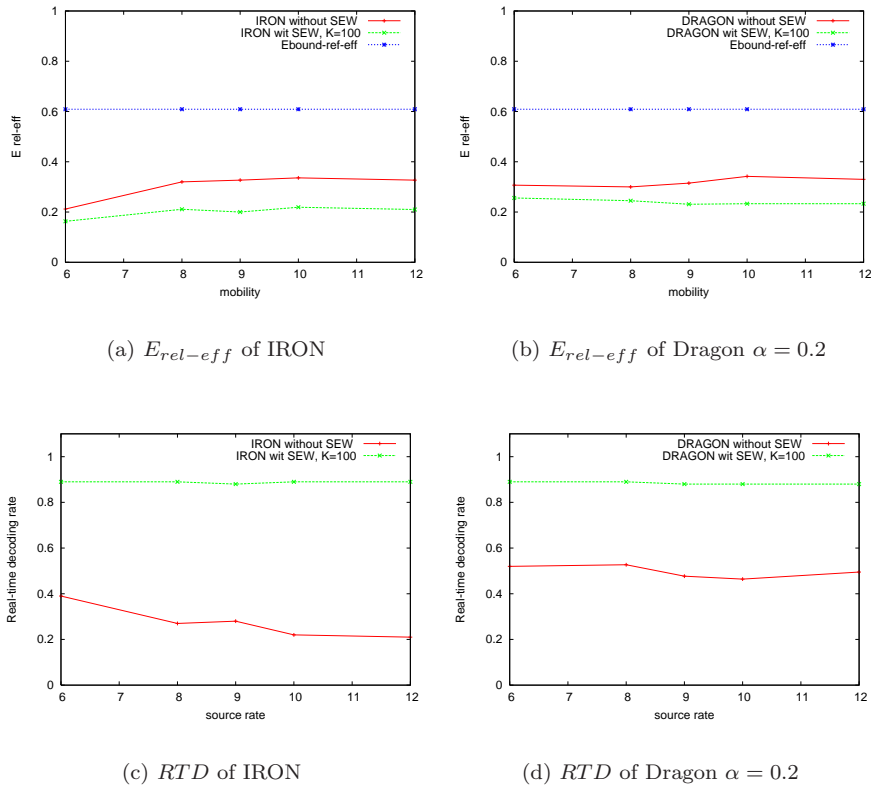 IRON without SEW
IRON wit SEW, K=100
Ebound-ref-eff
1
0.8
0.6
0.4
0.2
0
E rel-eff
6 7 8 9 10 11 12
mobility
(a) E_{rel-eff} of IRON
DRAGON without SEW
DRAGON wit SEW, K=100
Ebound-ref-eff
1
0.8
0.6
0.4
0.2
0
E rel-eff
6 7 8 9 10 11 12
mobility
(b) E_{rel-eff} of Dragon α = 0.2
IRON without SEW
IRON wit SEW, K=100
1
0.8
0.6
0.4
0.2
0
Real-time decoding rate
6 7 8 9 10 11 12
source rate
(c) RTD of IRON
DRAGON without SEW
DRAGON wit SEW, K=100
1
0.8
0.6
0.4
0.2
0
Real-time decoding rate
6 7 8 9 10 11 12
source rate
(d) RTD of Dragon α = 0.2